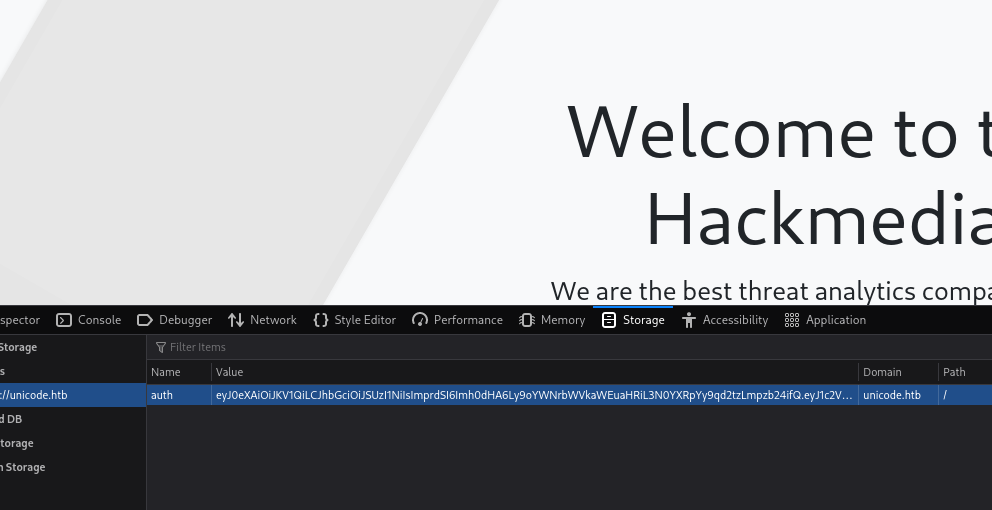 Welcome to t
Hackmedia
We are the best threat analytics compa
spector Console Debugger Network Style Editor Performance Memory Storage Accessibility Application
Storage Filter Items
s Name Value Domain Path
://unicode.htb auth eyJ0eXAiOiJKV1QiLCJhbGciOiJSUzI1NiIsImprdSI6Imh0dHA6Ly9oYWNrbWVkaWEuaHRiL3N0YXRpYy9qd2tzLmpzb24ifQ.eyJ1c2V… unicode.htb /
d DB
torage
n Storage